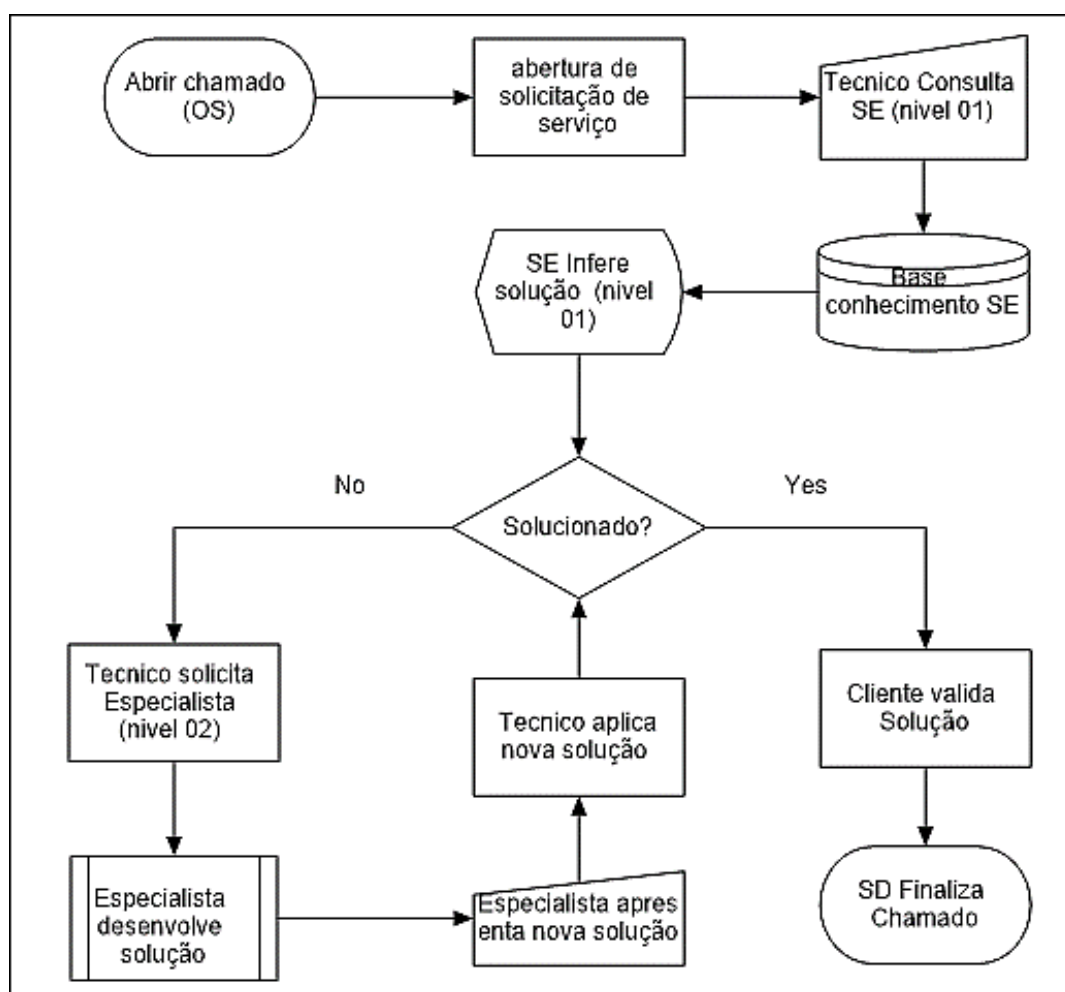 Abrir chamado
(OS)
abertura de
solicitação de
serviço
Tecnico Consulta
SE (nivel 01)
Base
conhecimento SE
SE Infere
solução (nivel
01)
Solucionado?
No
Yes
Tecnico solicita
Especialista
(nivel 02)
Tecnico aplica
nova solução
Cliente valida
Solução
Especialista
desenvolve
solução
Especialista apres
enta nova solução
SD Finaliza
Chamado